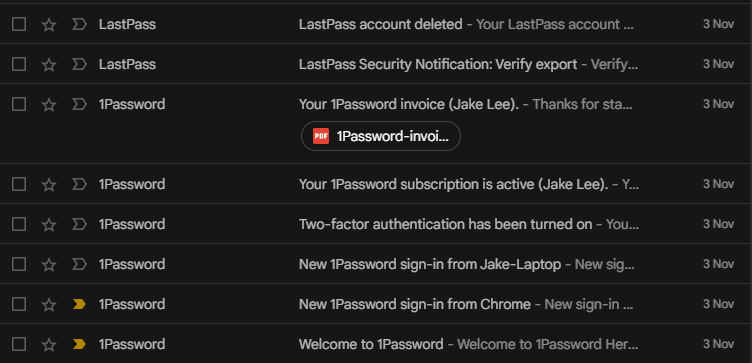 LastPass LastPass account deleted - Your LastPass account ... 3 Nov
LastPass LastPass Security Notification: Verify export - Verify... 3 Nov
1Password Your 1Password invoice (Jake Lee). - Thanks for sta... 3 Nov
PDF 1Password-invoi...
1Password Your 1Password subscription is active (Jake Lee). - Y... 3 Nov
1Password Two-factor authentication has been turned on - You... 3 Nov
1Password New 1Password sign-in from Jake-Laptop - New sig... 3 Nov
1Password New 1Password sign-in from Chrome - New sign-in ... 3 Nov
1Password Welcome to 1Password - Welcome to 1Password Her... 3 Nov